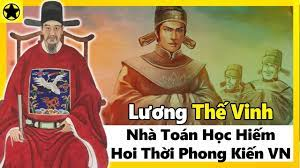 Lương Thế Vinh
Nhà Toán Học Hiếm
Hoi Thời Phong Kiến VN